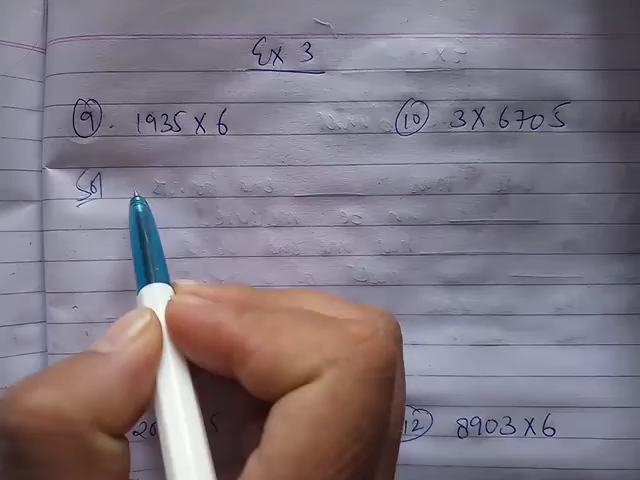 Ex 3
9. 1935 × 6
10 3 × 6705
Sol
12 8903 × 6